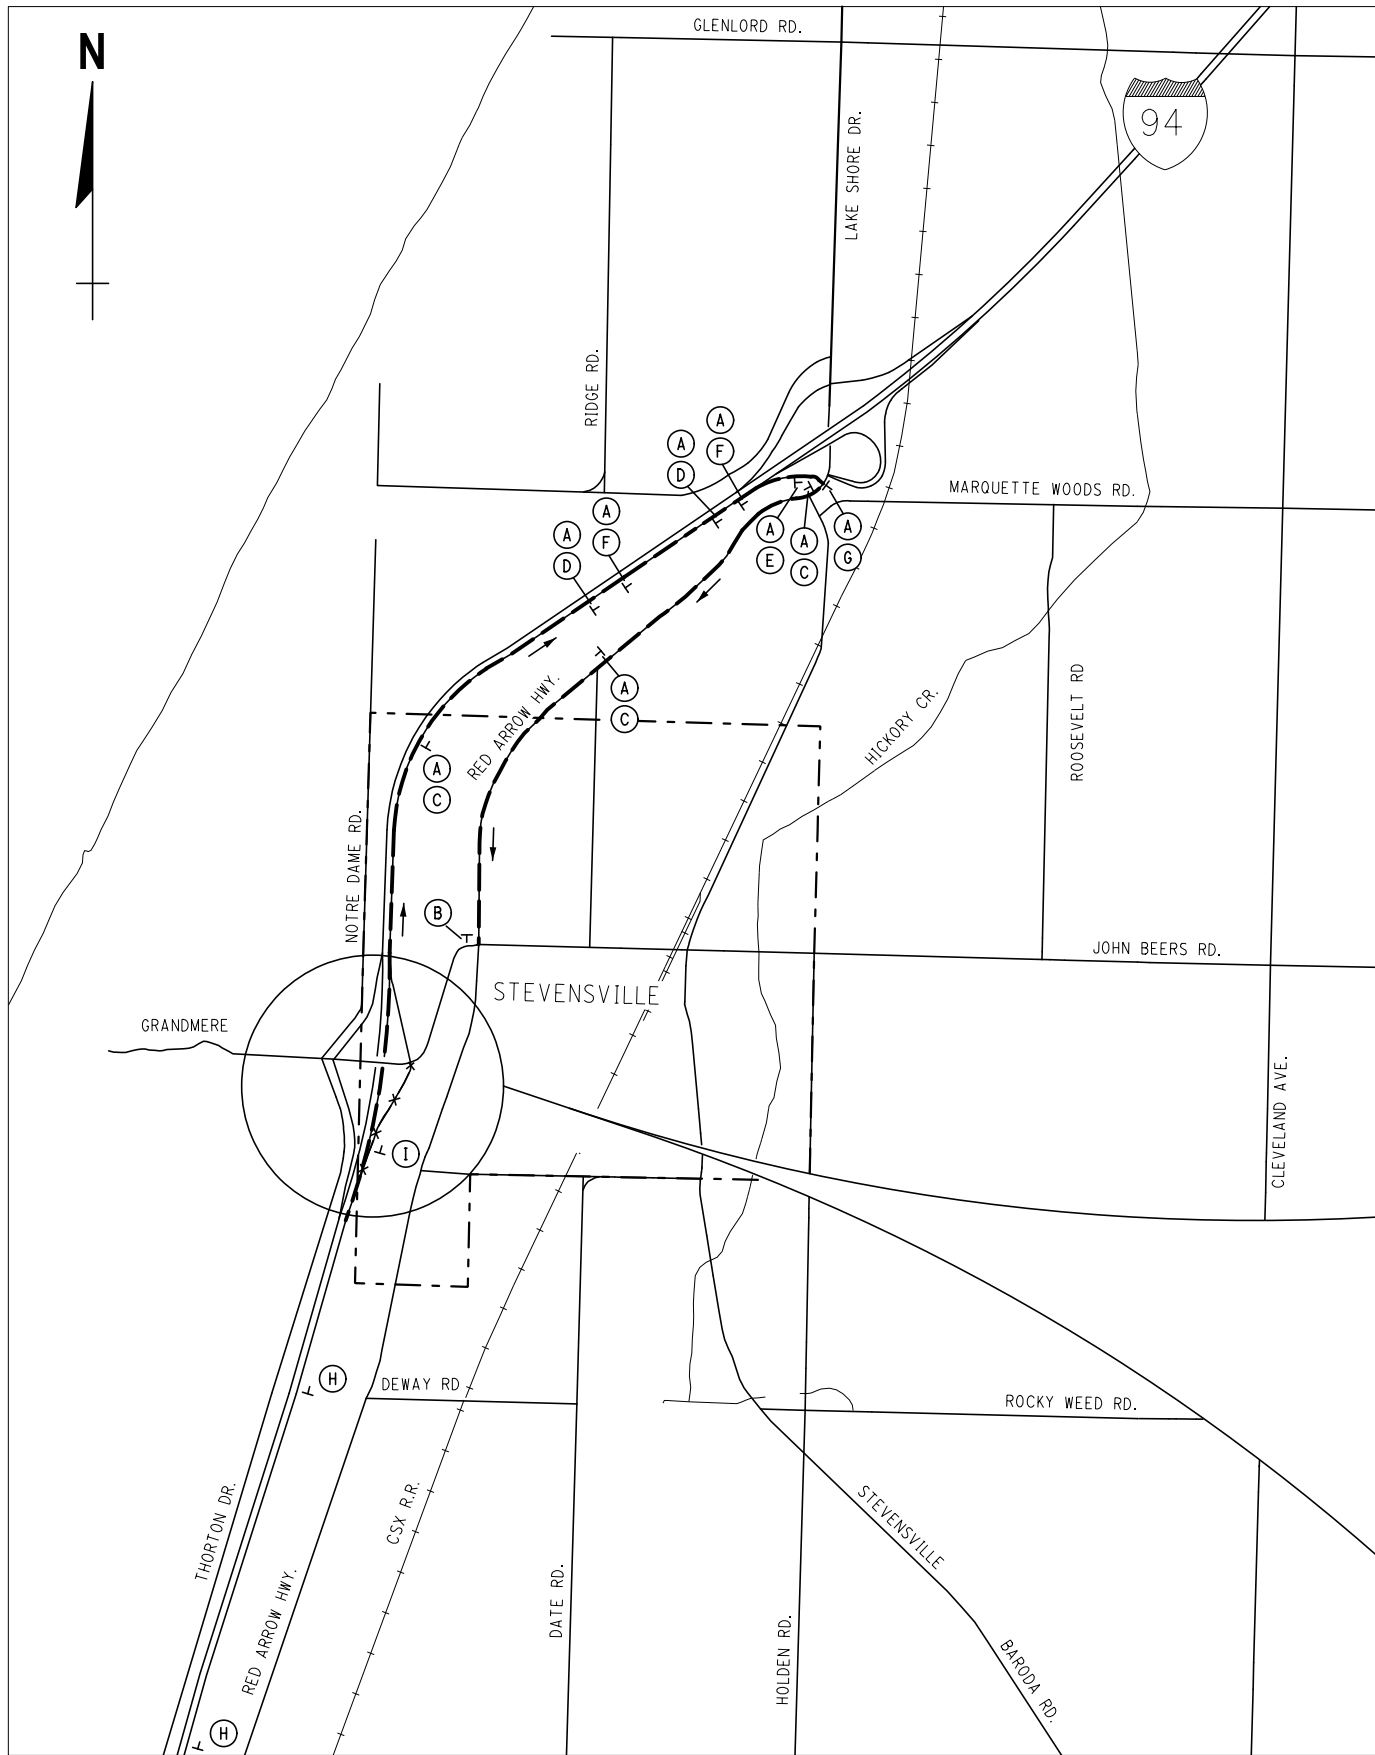 GLENLORD RD.
N
94
LAKE SHORE DR.
RIDGE RD.
A
F
A
D
MARQUETTE WOODS RD.
A
F
A
D
A
E
A
C
A
G
A
C
RED ARROW HWY.
HICKORY CR.
ROOSEVELT RD
A
C
NOTRE DAME RD.
B
JOHN BEERS RD.
STEVENSVILLE
GRANDMERE
CLEVELAND AVE.
I
H
DEWAY RD
ROCKY WEED RD.
THORTON DR.
CSX R.R.
STEVENSVILLE
RED ARROW HWY.
DATE RD.
HOLDEN RD.
BARODA RD.
H